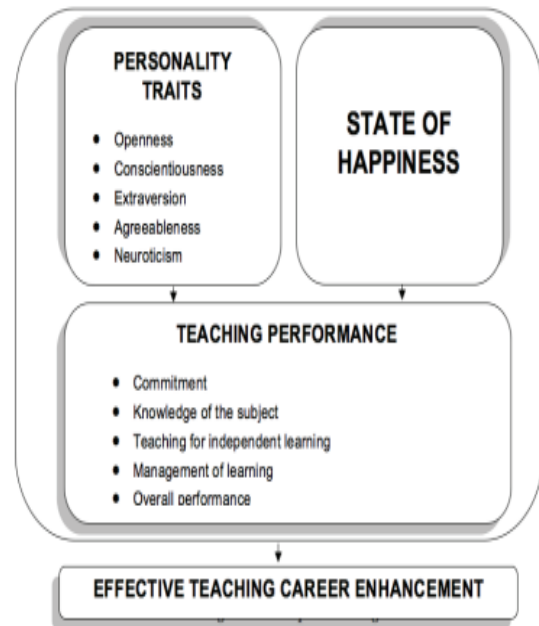 PERSONALITY
TRAITS
• Openness
• Conscientiousness
• Extraversion
• Agreeableness
• Neuroticism
STATE OF
HAPPINESS
TEACHING PERFORMANCE
• Commitment
• Knowledge of the subject
• Teaching for independent learning
• Management of learning
• Overall performance
EFFECTIVE TEACHING CAREER ENHANCEMENT